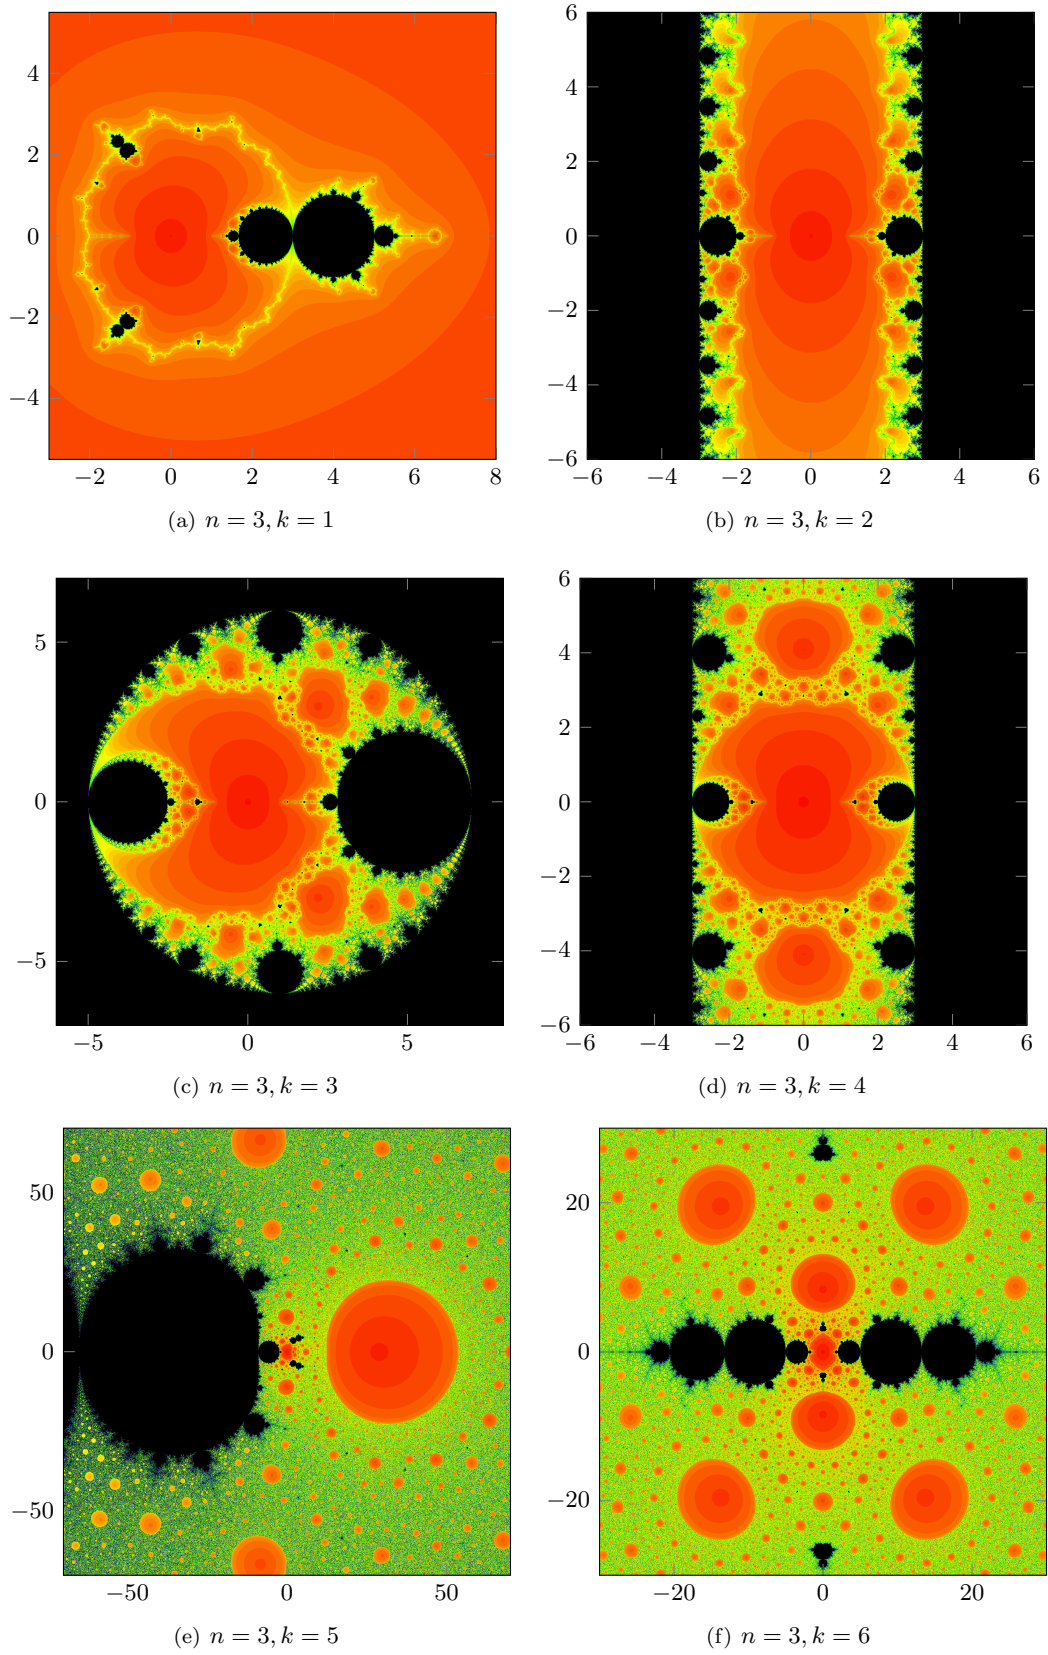 4
2
0
−2
−4
−2 0 2 4 6 8
(a) n = 3, k = 1
6
4
2
0
−2
−4
−6
−6 −4 −2 0 2 4 6
(b) n = 3, k = 2
5
0
−5
−5 0 5
(c) n = 3, k = 3
6
4
2
0
−2
−4
−6
−6 −4 −2 0 2 4 6
(d) n = 3, k = 4
50
0
−50
−50 0 50
(e) n = 3, k = 5
20
0
−20
−20 0 20
(f) n = 3, k = 6